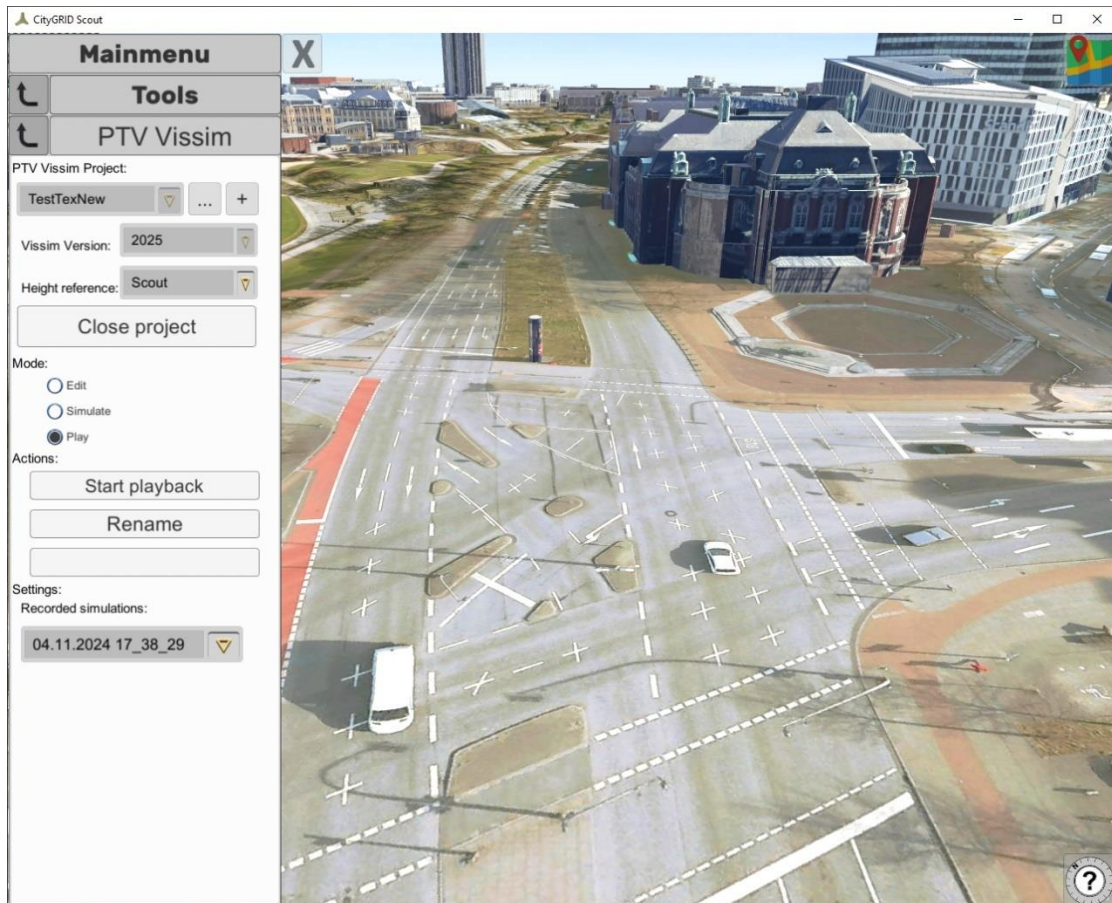 CityGRID Scout
Mainmenu
X
Tools
PTV Vissim
PTV Vissim Project:
TestTexNew
...
+
Vissim Version:
2025
Height reference:
Scout
Close project
Mode:
Edit
Simulate
Play
Actions:
Start playback
Rename
Settings:
Recorded simulations:
04.11.2024 17_38_29
N
?